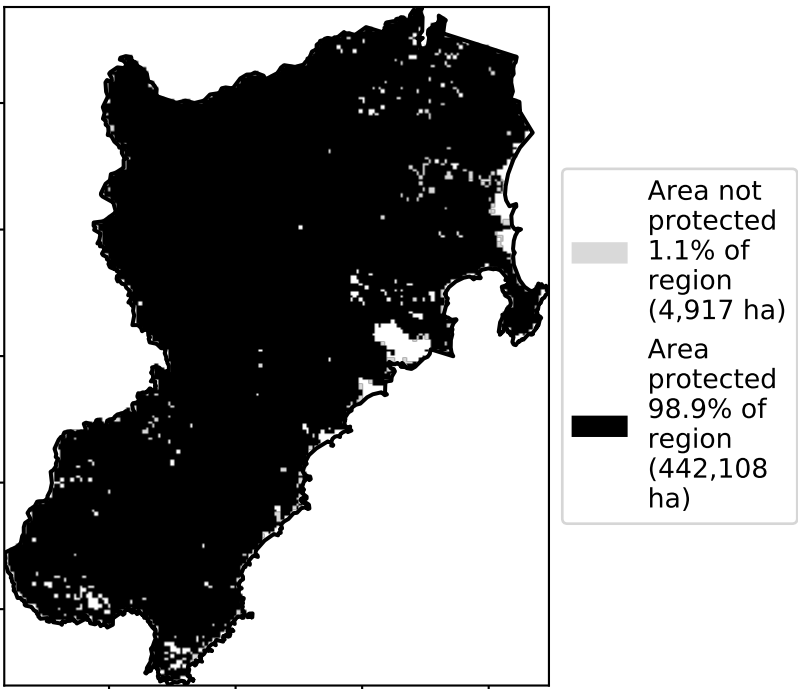 Area not
protected
1.1% of
region
(4,917 ha)
Area
protected
98.9% of
region
(442,108
ha)